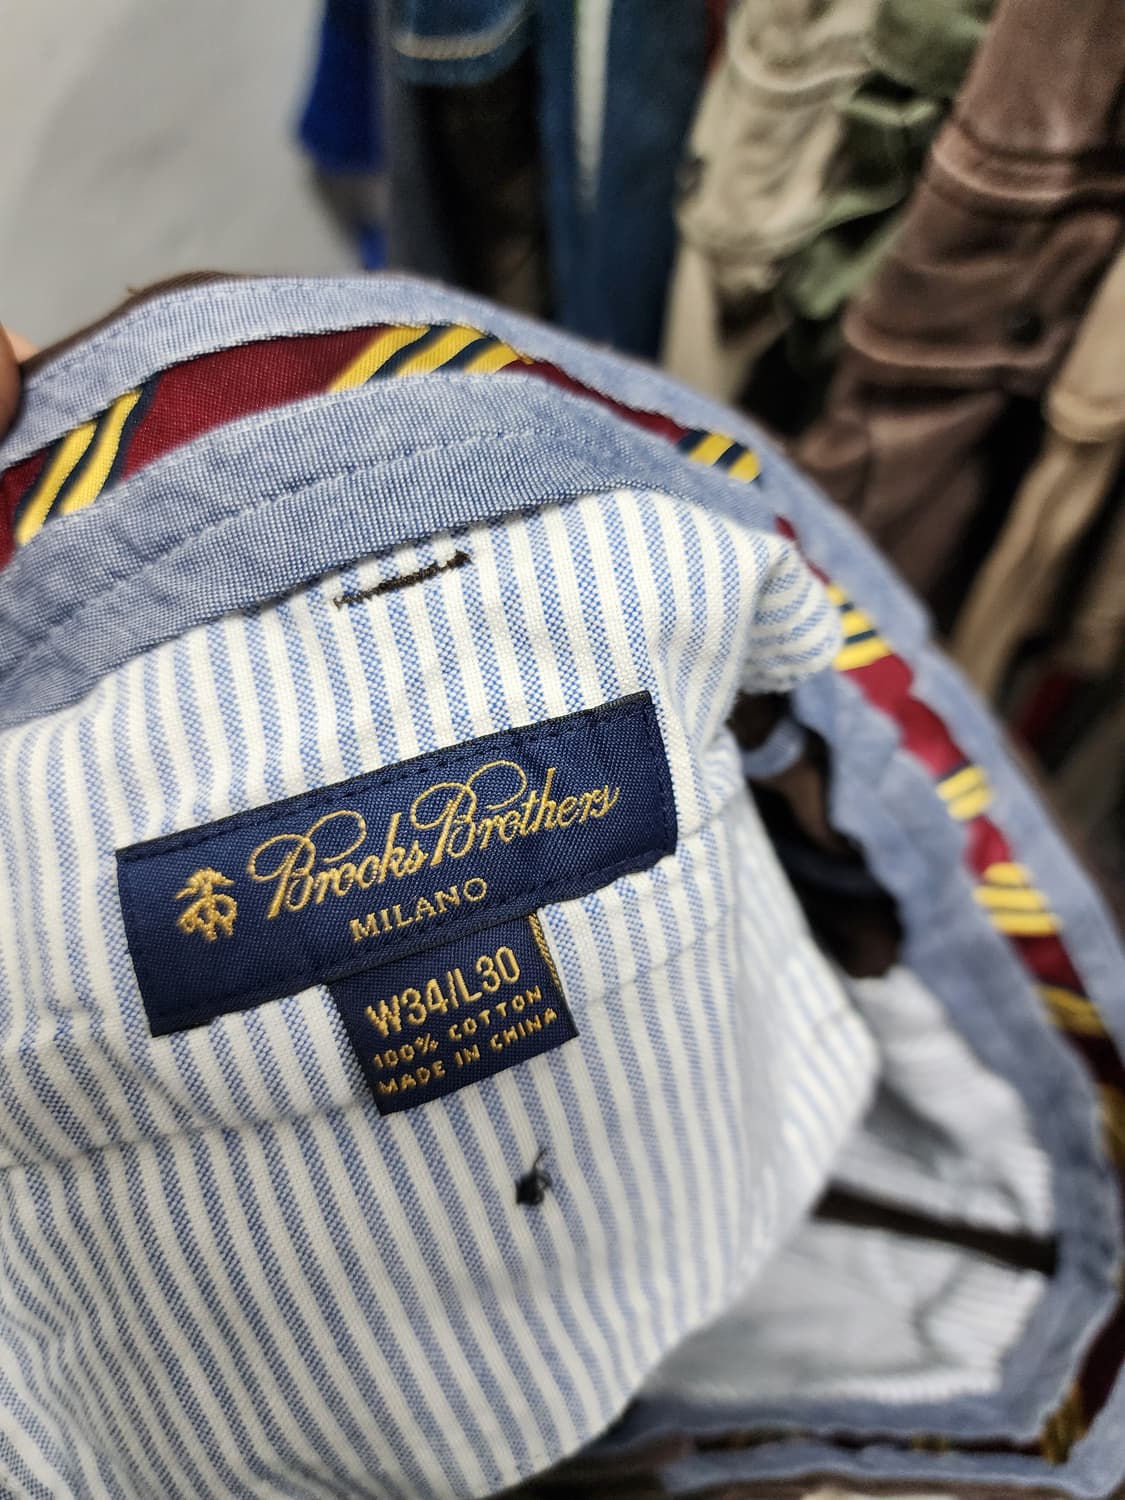 Brooks Brothers
MILANO
W34/L30
100% COTTON
MADE IN CHINA